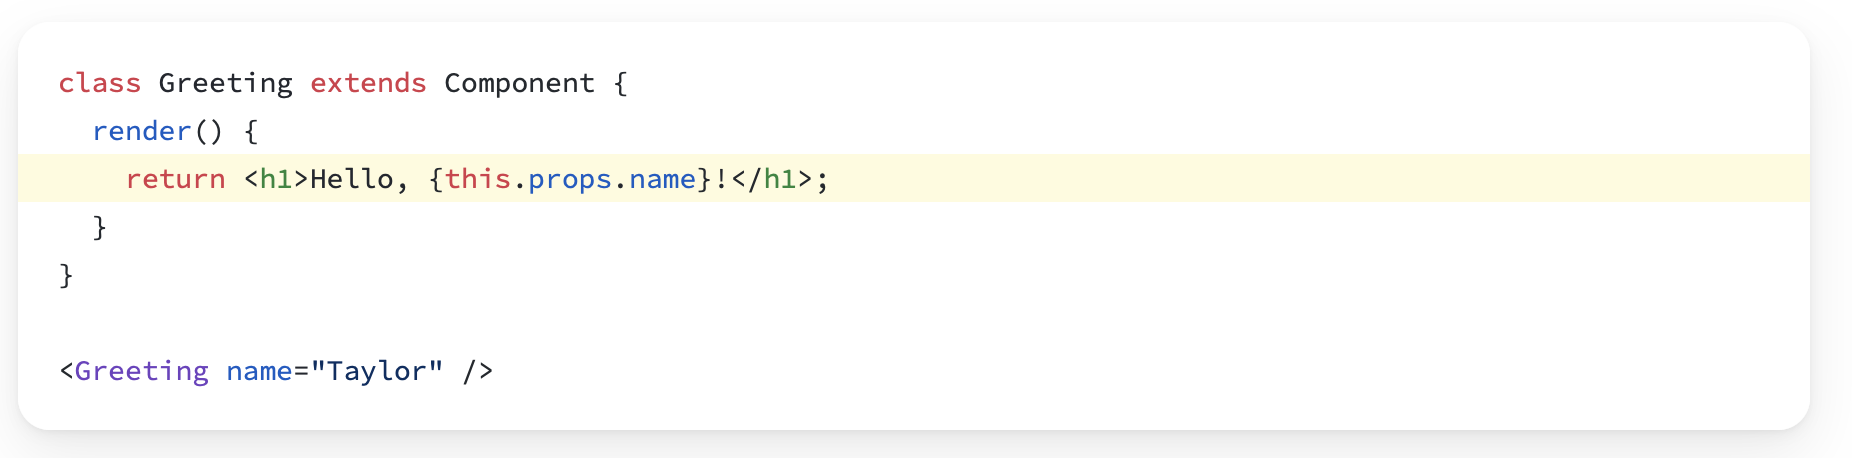 class Greeting extends Component {
  render() {
    return <h1>Hello, {this.props.name}!</h1>;
  }
}

<Greeting name="Taylor" />